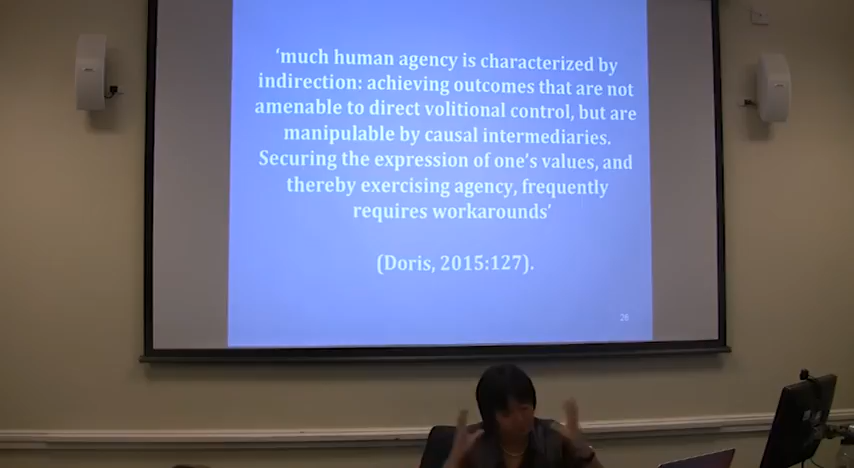 ‘much human agency is characterized by
indirection: achieving outcomes that are not
amenable to direct volitional control, but are
manipulable by causal intermediaries.
Securing the expression of one’s values, and
thereby exercising agency, frequently
requires workarounds’
(Doris, 2015:127).
26